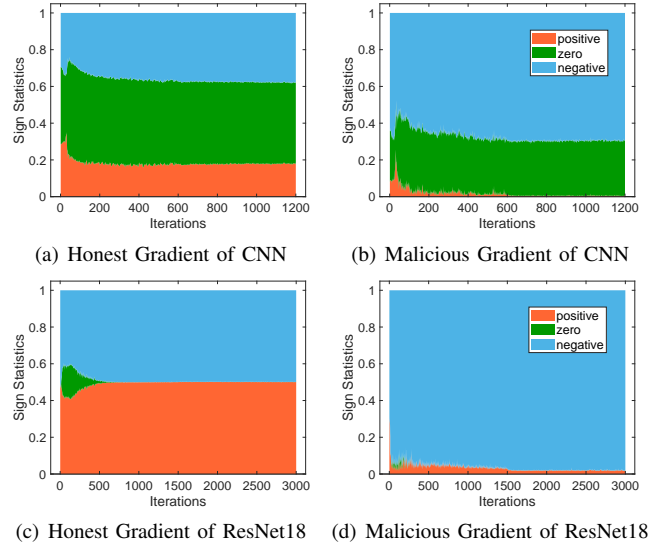 1
0.8
0.6
0.4
0.2
0
Sign Statistics
0 200 400 600 800 1000 1200
Iterations
(a) Honest Gradient of CNN
1
0.8
0.6
0.4
0.2
0
Sign Statistics
positive
zero
negative
0 200 400 600 800 1000 1200
Iterations
(b) Malicious Gradient of CNN
1
0.8
0.6
0.4
0.2
0
Sign Statistics
0 500 1000 1500 2000 2500 3000
Iterations
(c) Honest Gradient of ResNet18
1
0.8
0.6
0.4
0.2
0
Sign Statistics
positive
zero
negative
0 500 1000 1500 2000 2500 3000
Iterations
(d) Malicious Gradient of ResNet18